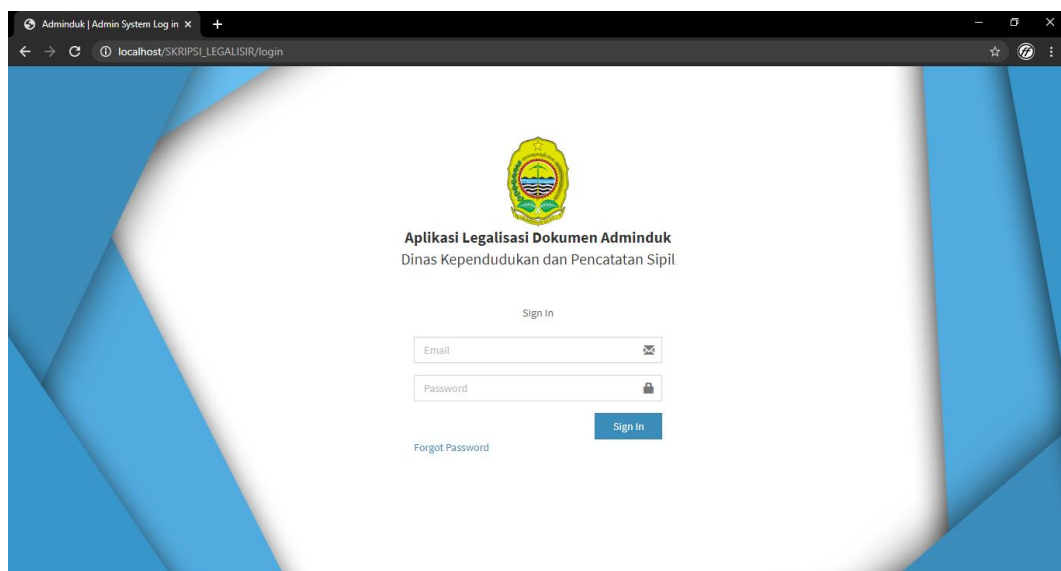 Adminduk | Admin System Log in
localhost/SKRIPSI_LEGALISIR/login
Aplikasi Legalisasi Dokumen Adminduk
Dinas Kependudukan dan Pencatatan Sipil
Sign In
Email
Password
Sign In
Forgot Password